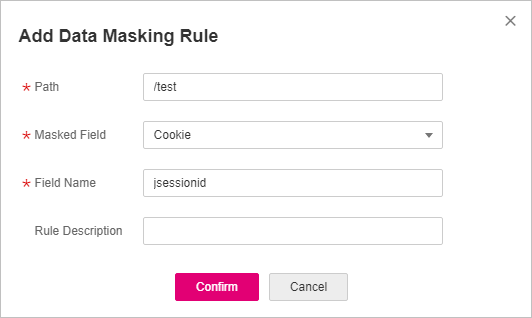 Add Data Masking Rule
* Path /test
* Masked Field Cookie
* Field Name jsessionid
Rule Description
Confirm Cancel